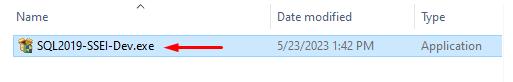 Name Date modified Type
SQL2019-SSEI-Dev.exe 5/23/2023 1:42 PM Application